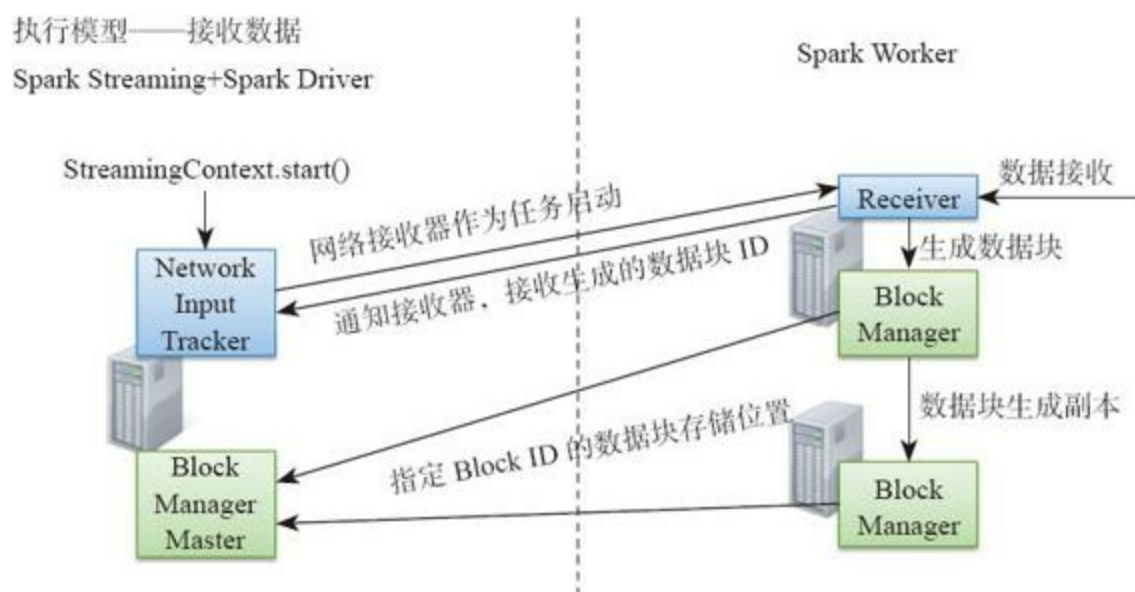 执行模型——接收数据
Spark Streaming+Spark Driver
Spark Worker
StreamingContext.start()
数据接收
Receiver
网络接收器作为任务启动
生成数据块
Network
Input
Tracker
通知接收器，接收生成的数据块 ID
Block
Manager
数据块生成副本
指定 Block ID 的数据块存储位置
Block
Manager
Master
Block
Manager